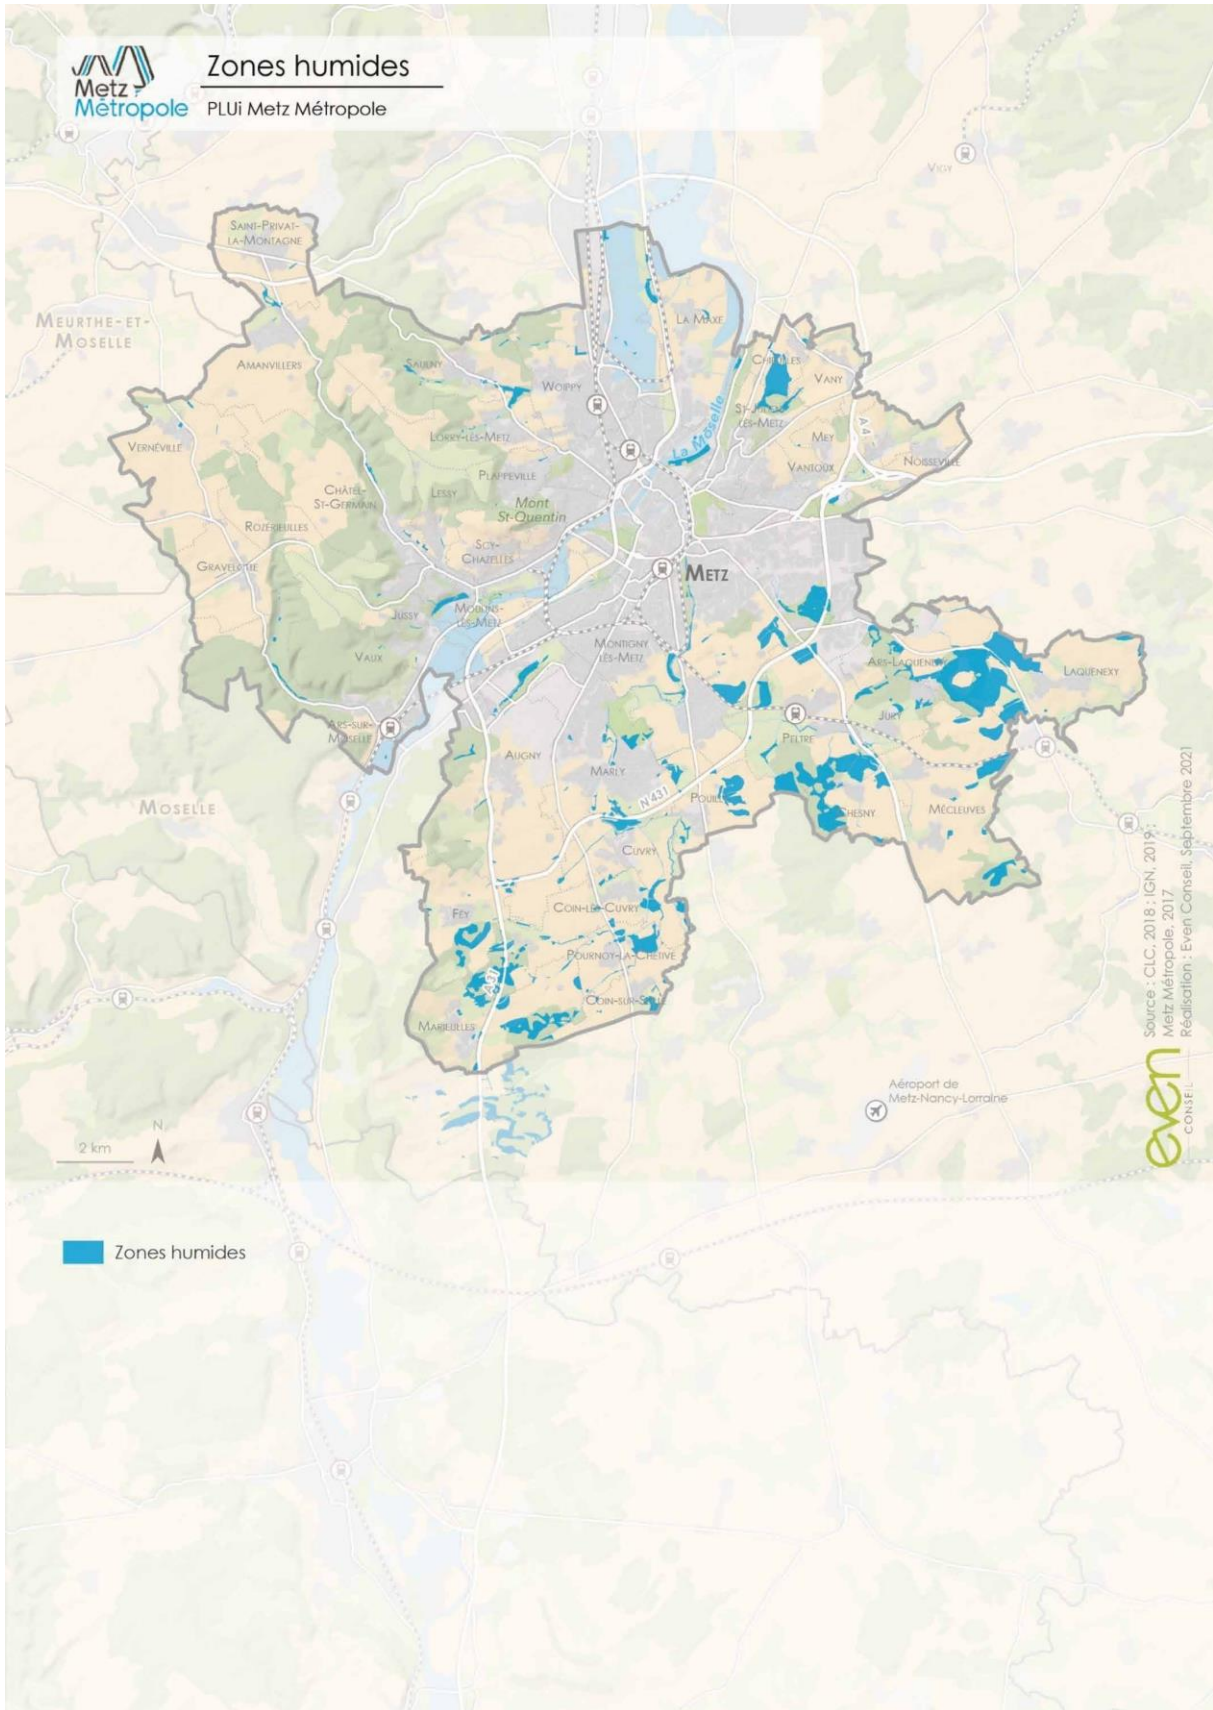 Metz
Métropole
Zones humides
PLUi Metz Métropole
VIGY
SAINT-PRIVAT-
LA-MONTAGNE
MEURTHE-ET-
MOSELLE
LA MAXE
AMANVILLERS
SAULNY
WOIPPY
CHIEULLES
VANY
ST-JULIEN-
LÈS-METZ
La Moselle
A4
MEY
VERNÉVILLE
LORRY-LÈS-METZ
NOISSEVILLE
VANTOUX
PLAPPEVILLE
CHÂTEL-
ST-GERMAIN
LESSY
Mont
St-Quentin
ROZÉRIEULLES
SCY-
CHAZELLES
GRAVELOTTE
METZ
JUSSY
MOULINS-
LÈS-METZ
MONTIGNY
LÈS-METZ
VAUX
ARS-LAQUENEXY
LAQUENEXY
ARS-SUR-
MOSELLE
JURY
PELTRE
AUGNY
MARLY
MOSELLE
N431
POUILLY
CHESNY
MÉCLEUVES
CUVRY
COIN-LÈS-CUVRY
FEY
POURNOY-LA-CHÉTIVE
A31
COIN-SUR-SEILLE
MARIEULLES
Aéroport de
Metz-Nancy-Lorraine
2 km
N
even
CONSEIL
Source : CLC, 2018 ; IGN, 2019 ;
Metz Métropole, 2017
Réalisation : Even Conseil, Septembre 2021
Zones humides